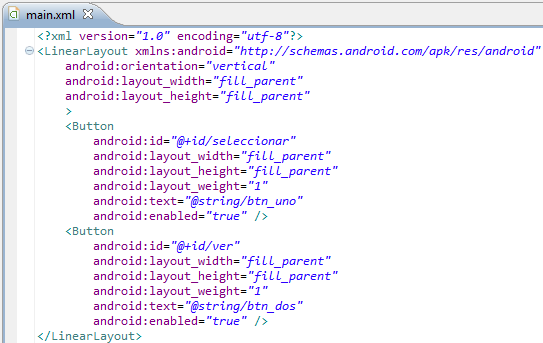 main.xml
<?xml version="1.0" encoding="utf-8"?>
<LinearLayout xmlns:android="http://schemas.android.com/apk/res/android"
    android:orientation="vertical"
    android:layout_width="fill_parent"
    android:layout_height="fill_parent"
    >
    <Button
        android:id="@+id/seleccionar"
        android:layout_width="fill_parent"
        android:layout_height="fill_parent"
        android:layout_weight="1"
        android:text="@string/btn_uno"
        android:enabled="true" />
    <Button
        android:id="@+id/ver"
        android:layout_width="fill_parent"
        android:layout_height="fill_parent"
        android:layout_weight="1"
        android:text="@string/btn_dos"
        android:enabled="true" />
</LinearLayout>